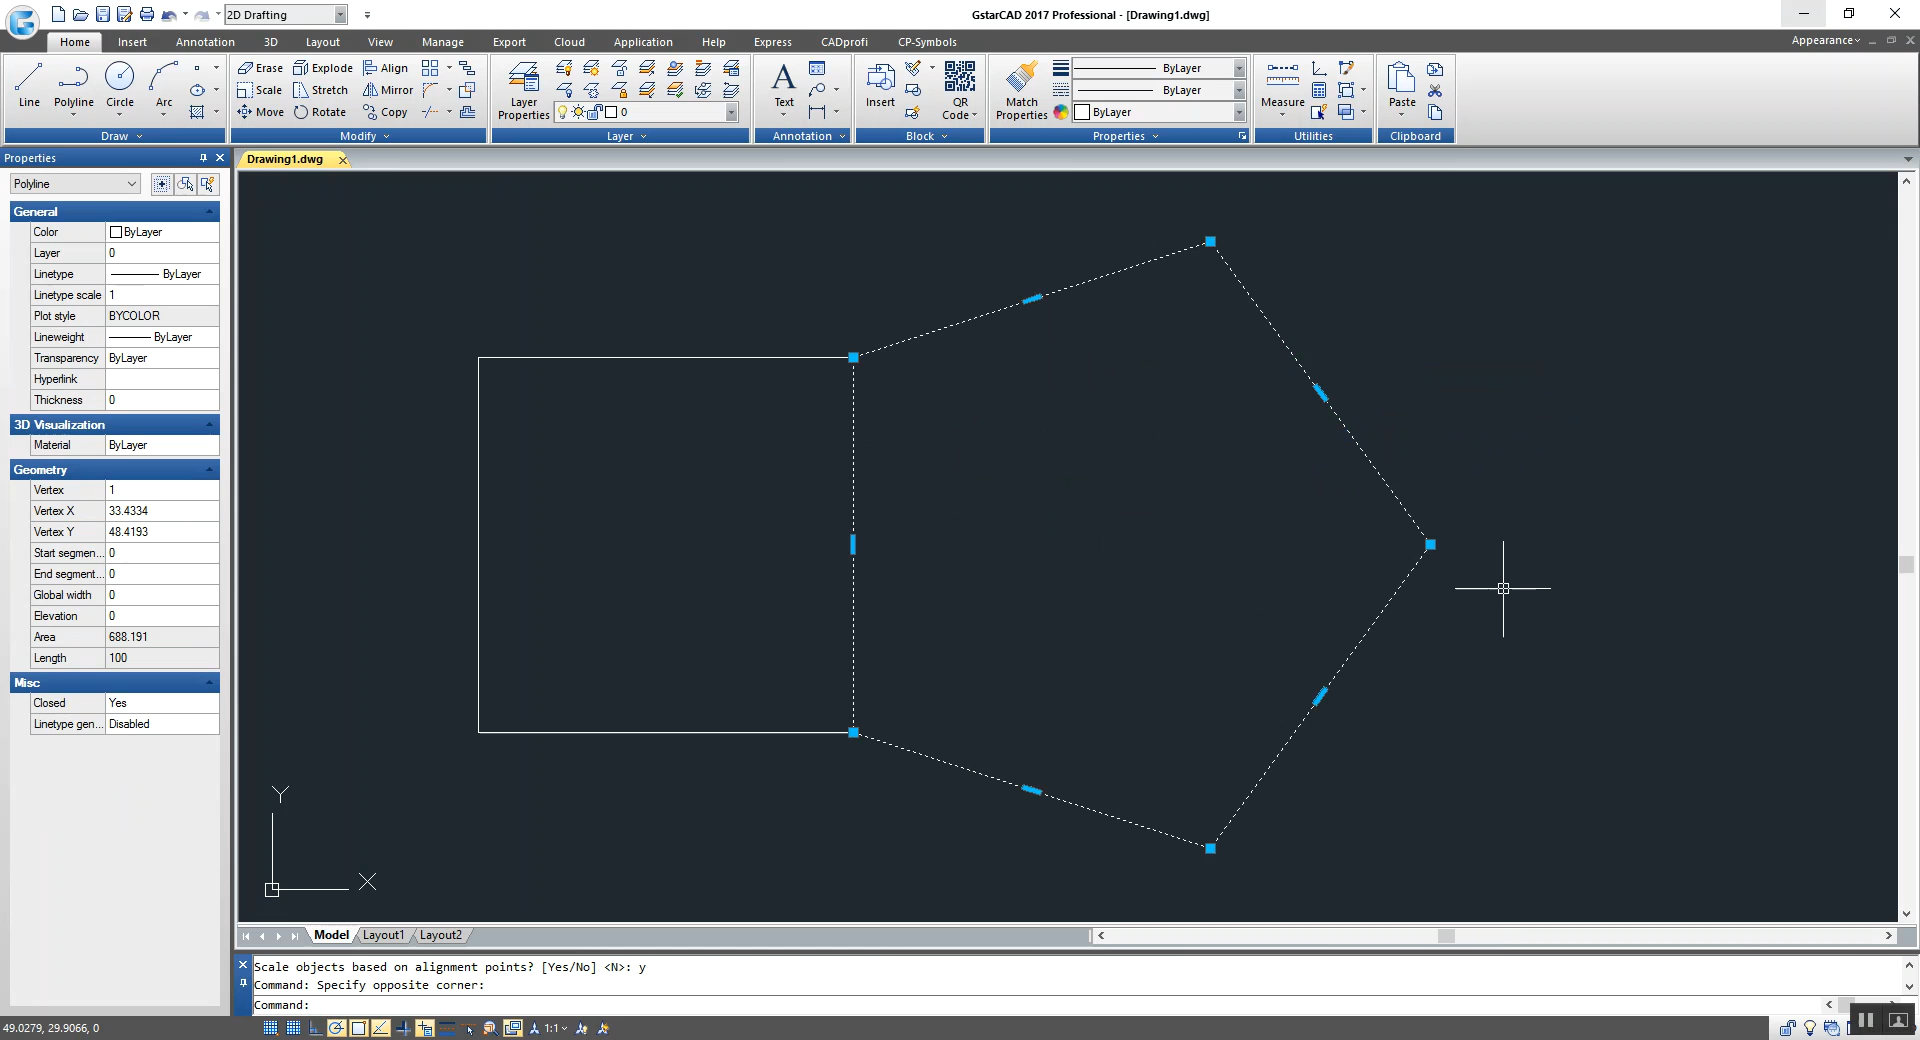 2D Drafting
GstarCAD 2017 Professional - [Drawing1.dwg]
Home Insert Annotation 3D Layout View Manage Export Cloud Application Help Express CADprofi CP-Symbols Appearance
Line
Polyline
Circle
Arc
Draw
Erase Explode Align
Scale Stretch Mirror
Move Rotate Copy
Modify
Layer
Properties
0
Layer
Text
Annotation
Insert
QR
Code
Block
Match
Properties
ByLayer
ByLayer
ByLayer
Properties
Measure
Utilities
Paste
Clipboard
Properties
Drawing1.dwg
Polyline
General
Color ByLayer
Layer 0
Linetype ByLayer
Linetype scale 1
Plot style BYCOLOR
Lineweight ByLayer
Transparency ByLayer
Hyperlink
Thickness 0
3D Visualization
Material ByLayer
Geometry
Vertex 1
Vertex X 33.4334
Vertex Y 48.4193
Start segmen... 0
End segment... 0
Global width 0
Elevation 0
Area 688.191
Length 100
Misc
Closed Yes
Linetype gen... Disabled
Y
X
Model Layout1 Layout2
Scale objects based on alignment points? [Yes/No] <N>: y
Command: Specify opposite corner:
Command:
49.0279, 29.9066, 0
1:1